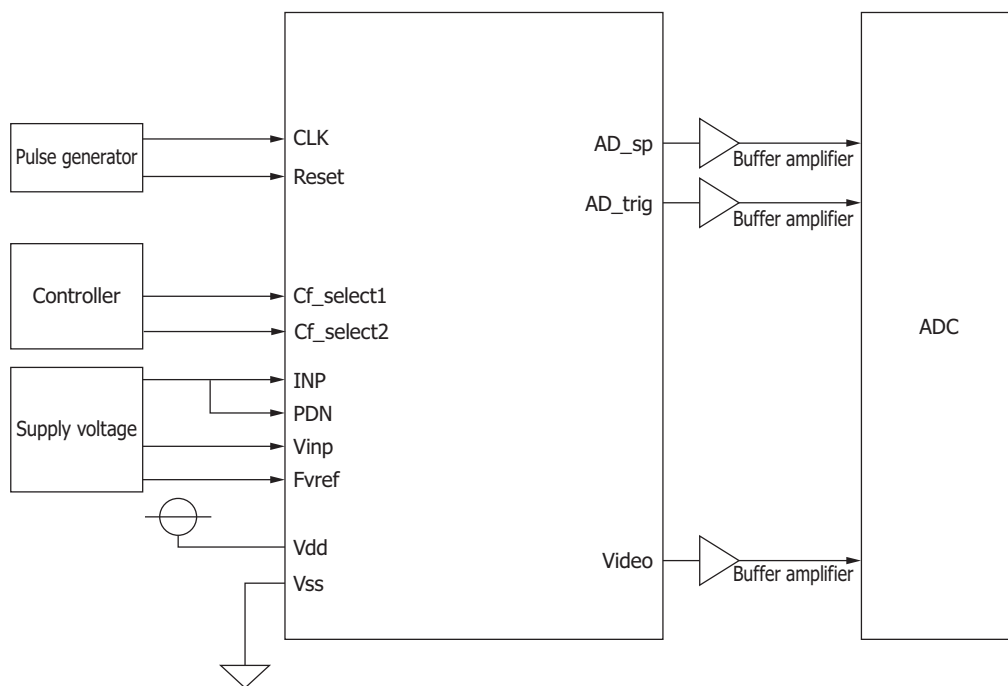 Pulse generator
CLK
Reset
Controller
Cf_select1
Cf_select2
Supply voltage
INP
PDN
Vinp
Fvref
Vdd
Vss
AD_sp
Buffer amplifier
AD_trig
Buffer amplifier
Video
Buffer amplifier
ADC